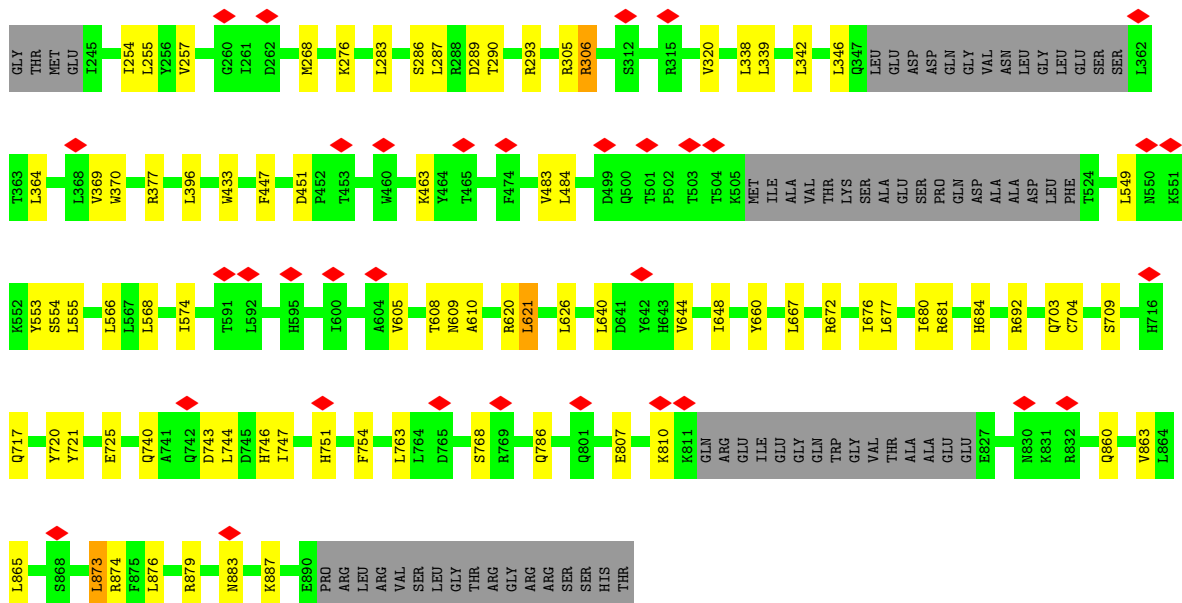 GLY THR MET GLU I245 I254 L255 Y256 V257 G260 I261 D262 M268 K276 L283 S286 L287 R288 D289 T290 R293 R305 R306 S312 R315 V320 L338 L339 L342 L346 Q347 LEU GLU ASP ASP GLN GLY VAL ASN LEU GLY LEU GLU SER SER L362
T363 L364 L368 V369 W370 R377 L396 W433 F447 D451 P452 T453 W460 K463 Y464 T465 F474 V483 L484 D499 Q500 T501 P502 T503 T504 K505 MET ILE ALA VAL THR LYS SER ALA GLU SER PRO GLN ASP ALA ALA ASP LEU PHE T524 L549 N550 K551
K552 Y553 S554 L555 L566 L567 L568 I574 T591 L592 H595 I600 A604 V605 T608 N609 A610 R620 L621 L626 L640 D641 Y642 H643 V644 I648 Y660 L667 R672 I676 L677 I680 R681 H684 R692 Q703 C704 S709 H716
Q717 Y720 Y721 E725 Q740 A741 Q742 D743 L744 D745 H746 I747 H751 F754 L763 L764 D765 S768 R769 Q786 Q801 E807 K810 K811 GLN ARG GLU ILE GLU GLY GLN TRP GLY VAL THR ALA ALA GLU GLU E827 N830 K831 R832 Q860 V863 L864
L865 S868 L873 R874 F875 L876 R879 N883 K887 E890 PRO ARG LEU ARG VAL SER LEU GLY THR ARG GLY ARG ARG SER SER HIS THR